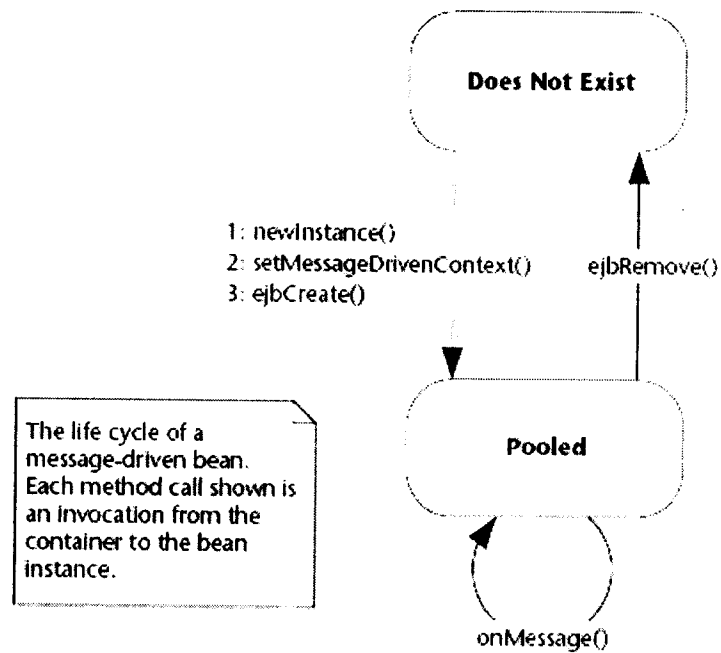 Does Not Exist
1: newInstance()
2: setMessageDrivenContext()
3: ejbCreate()
ejbRemove()
The life cycle of a
message-driven bean.
Each method call shown is
an invocation from the
container to the bean
instance.
Pooled
onMessage()